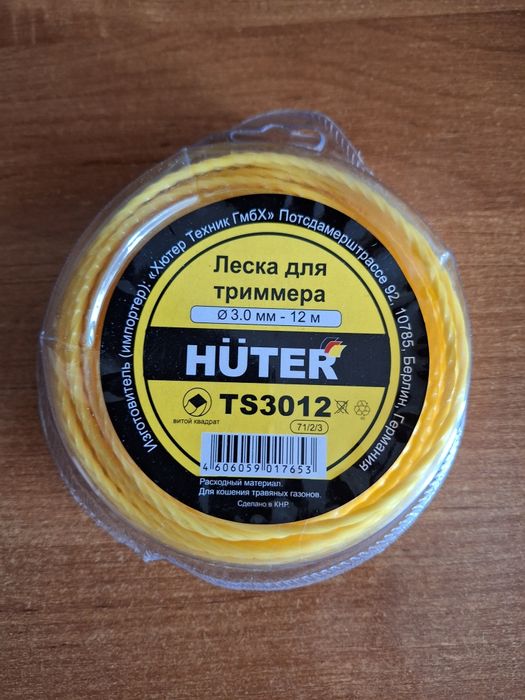 Изготовитель (импортер): «Хютер Техник ГмбХ» Потсдамерштрассе 92, 10785, Берлин, Германия
Леска для
триммера
Ø 3.0 мм - 12 м
HÜTER
TS3012
витой квадрат
71/2/3
4 606059 017653
Расходный материал.
Для кошения травяных газонов.
Сделано в КНР.